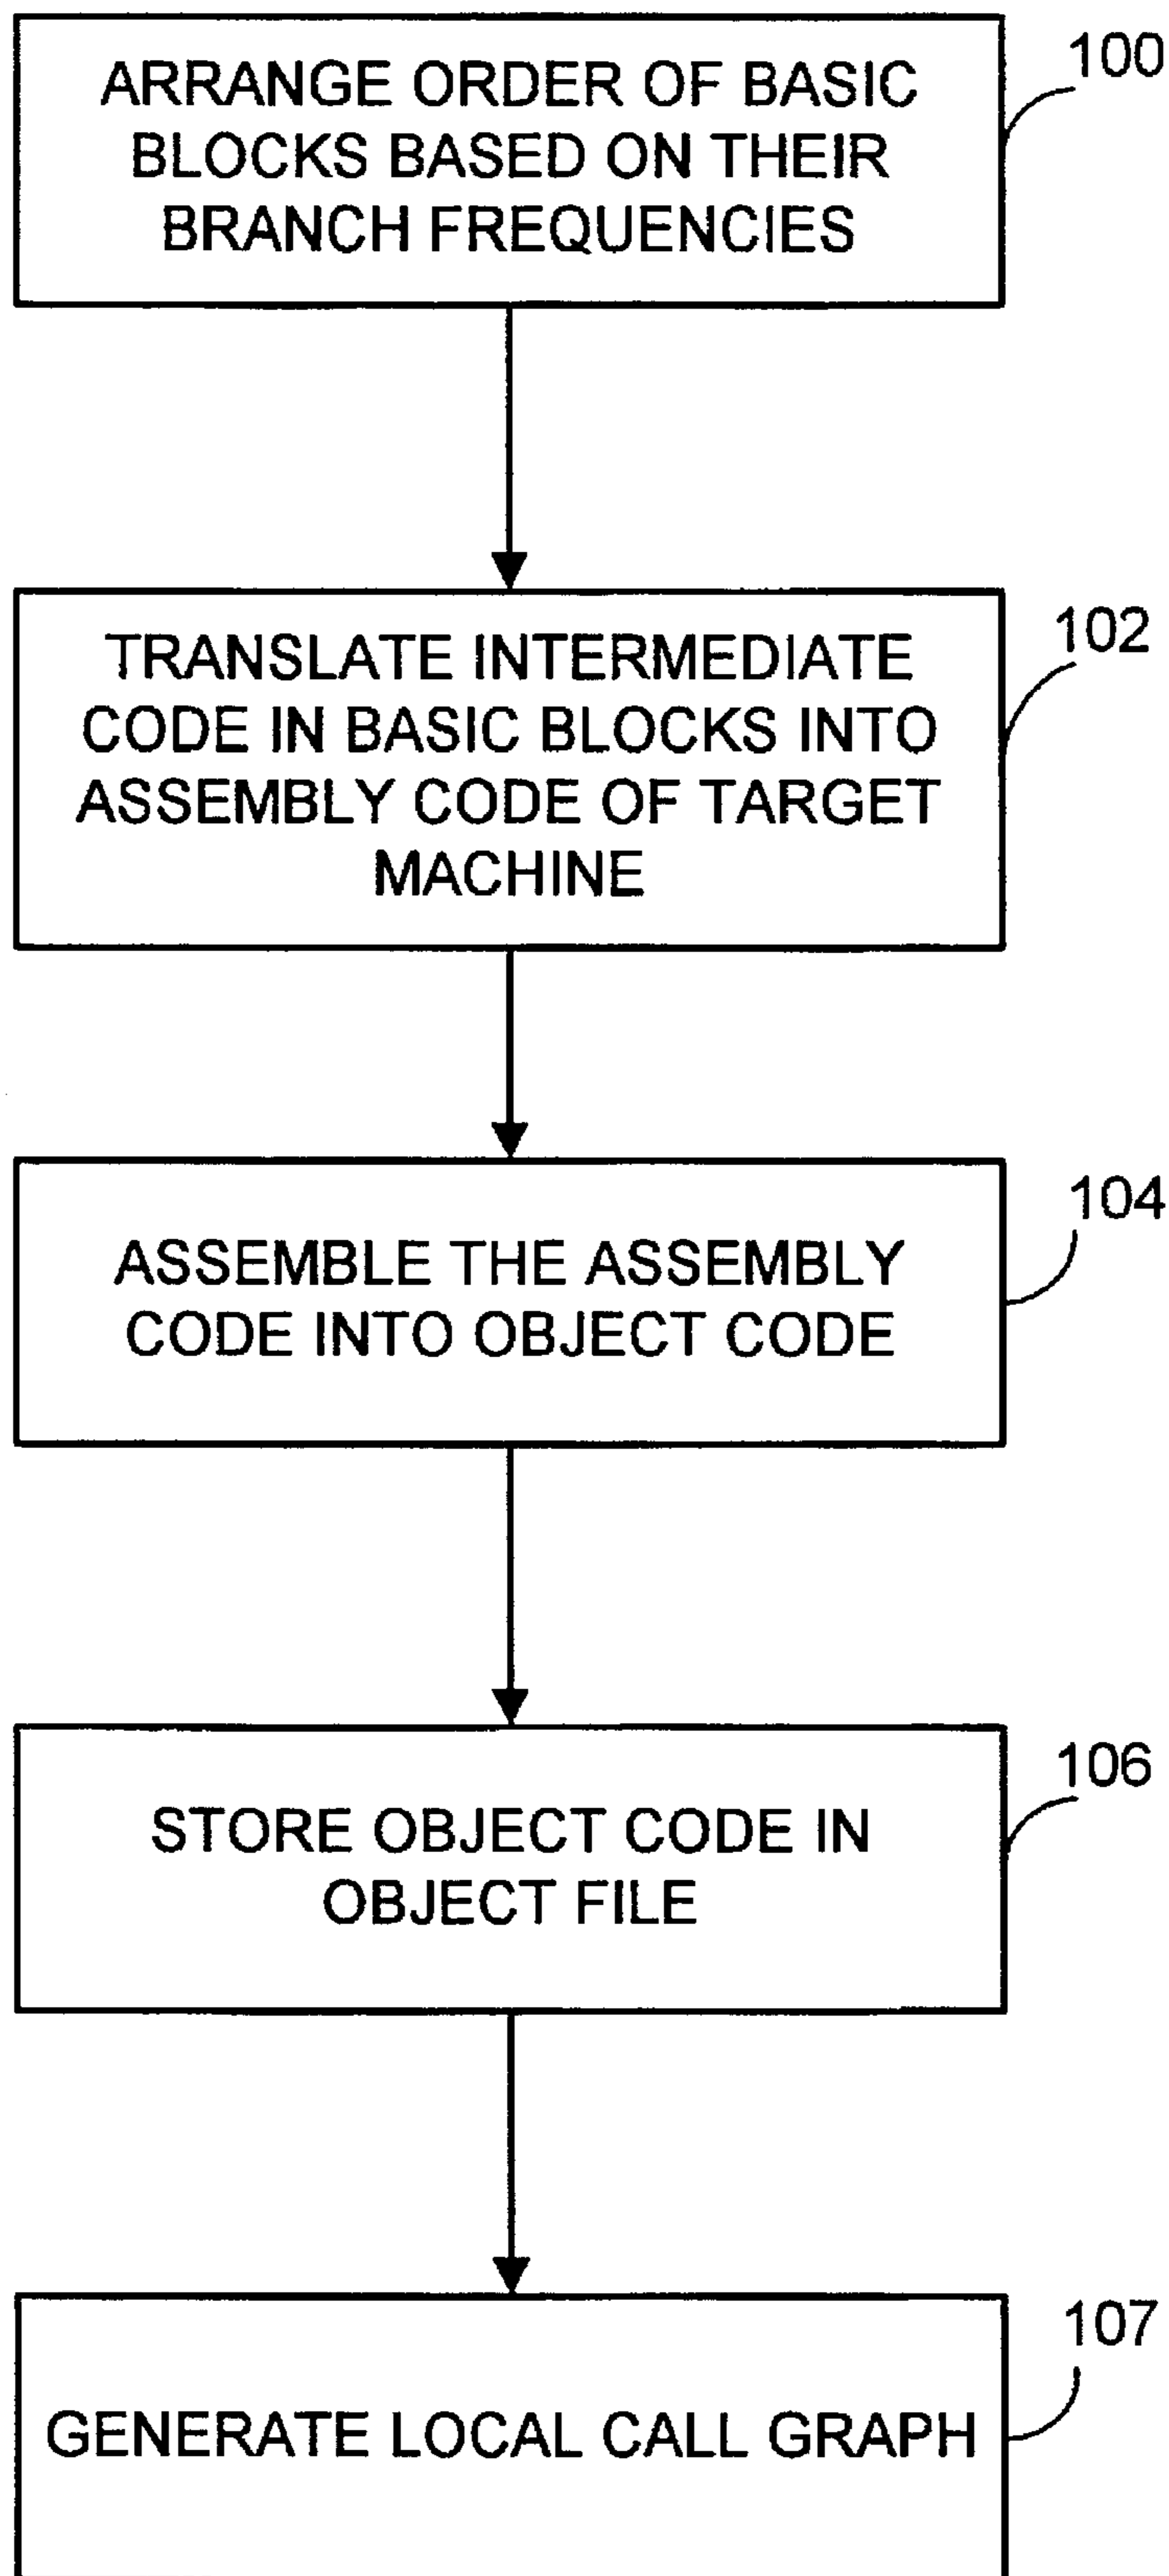 100
ARRANGE ORDER OF BASIC
BLOCKS BASED ON THEIR
BRANCH FREQUENCIES
102
TRANSLATE INTERMEDIATE
CODE IN BASIC BLOCKS INTO
ASSEMBLY CODE OF TARGET
MACHINE
104
ASSEMBLE THE ASSEMBLY
CODE INTO OBJECT CODE
106
STORE OBJECT CODE IN
OBJECT FILE
107
GENERATE LOCAL CALL GRAPH